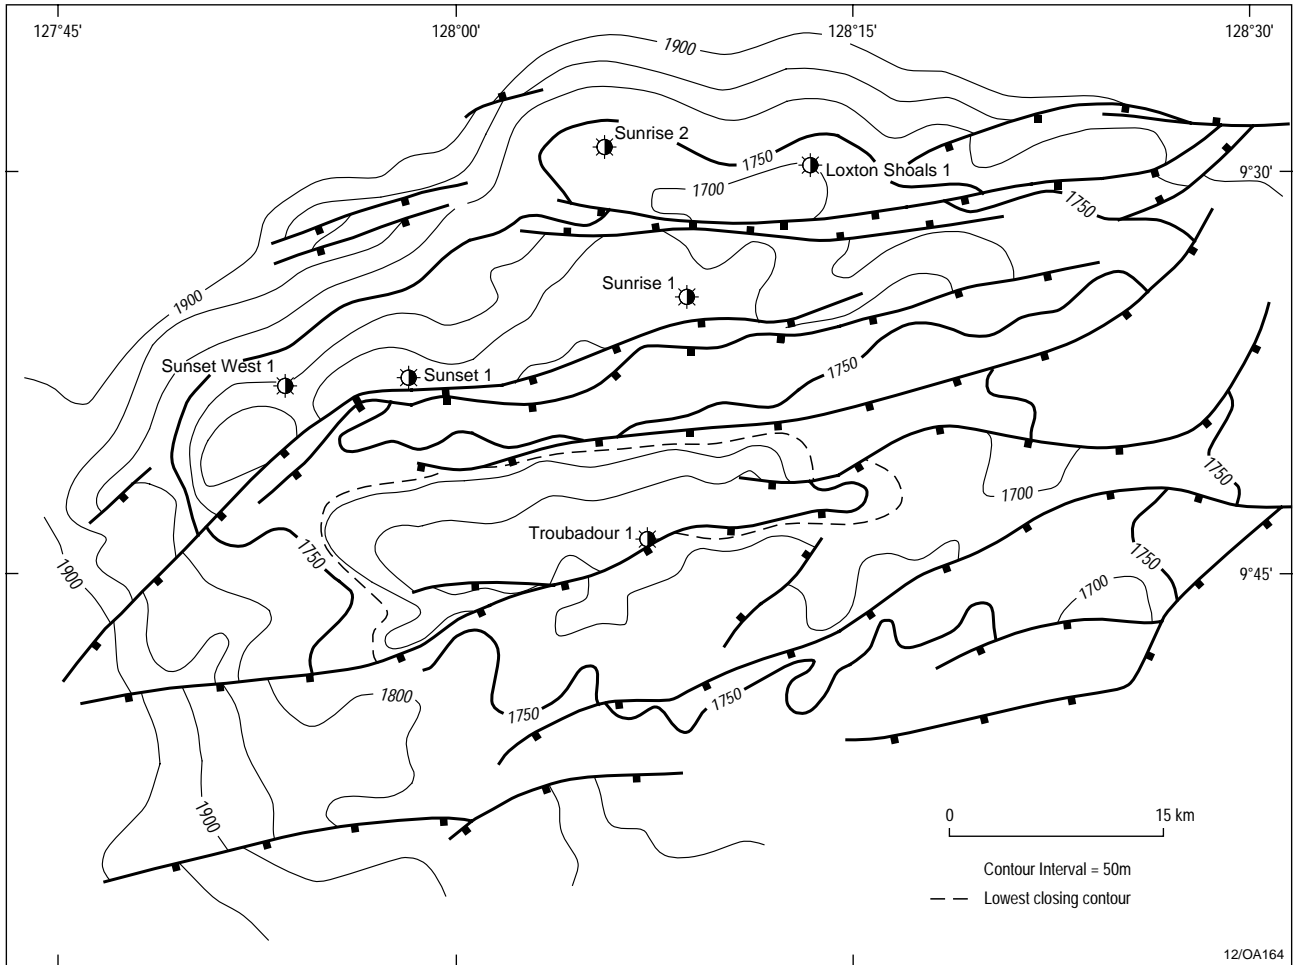 127°45'
128°00'
128°15'
128°30'
1900
Sunrise 2
1750
Loxton Shoals 1
9°30'
1700
1750
Sunrise 1
1900
Sunset West 1
Sunset 1
1750
1750
1700
Troubadour 1
1750
1750
1900
9°45'
1700
1800
1750
1750
1900
0
15 km
Contour Interval = 50m
Lowest closing contour
12/OA164